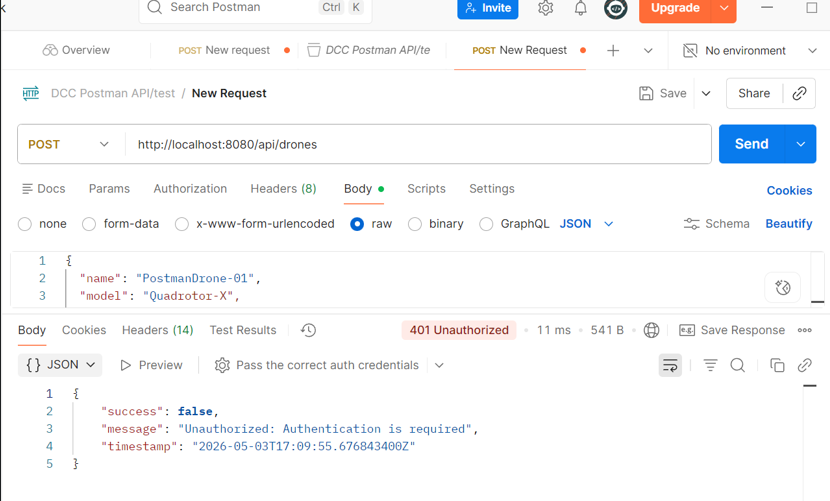 Search Postman Ctrl K Invite Upgrade
Overview POST New request DCC Postman API/te POST New Request No environment
HTTP DCC Postman API/test / New Request Save Share
POST http://localhost:8080/api/drones Send
Docs Params Authorization Headers (8) Body Scripts Settings Cookies
none form-data x-www-form-urlencoded raw binary GraphQL JSON Schema Beautify
1 {
2 "name": "PostmanDrone-01",
3 "model": "Quadrotor-X",
Body Cookies Headers (14) Test Results 401 Unauthorized • 11 ms • 541 B • e.g. Save Response
{} JSON Preview Pass the correct auth credentials
1 {
2 "success": false,
3 "message": "Unauthorized: Authentication is required",
4 "timestamp": "2026-05-03T17:09:55.676843400Z"
5 }